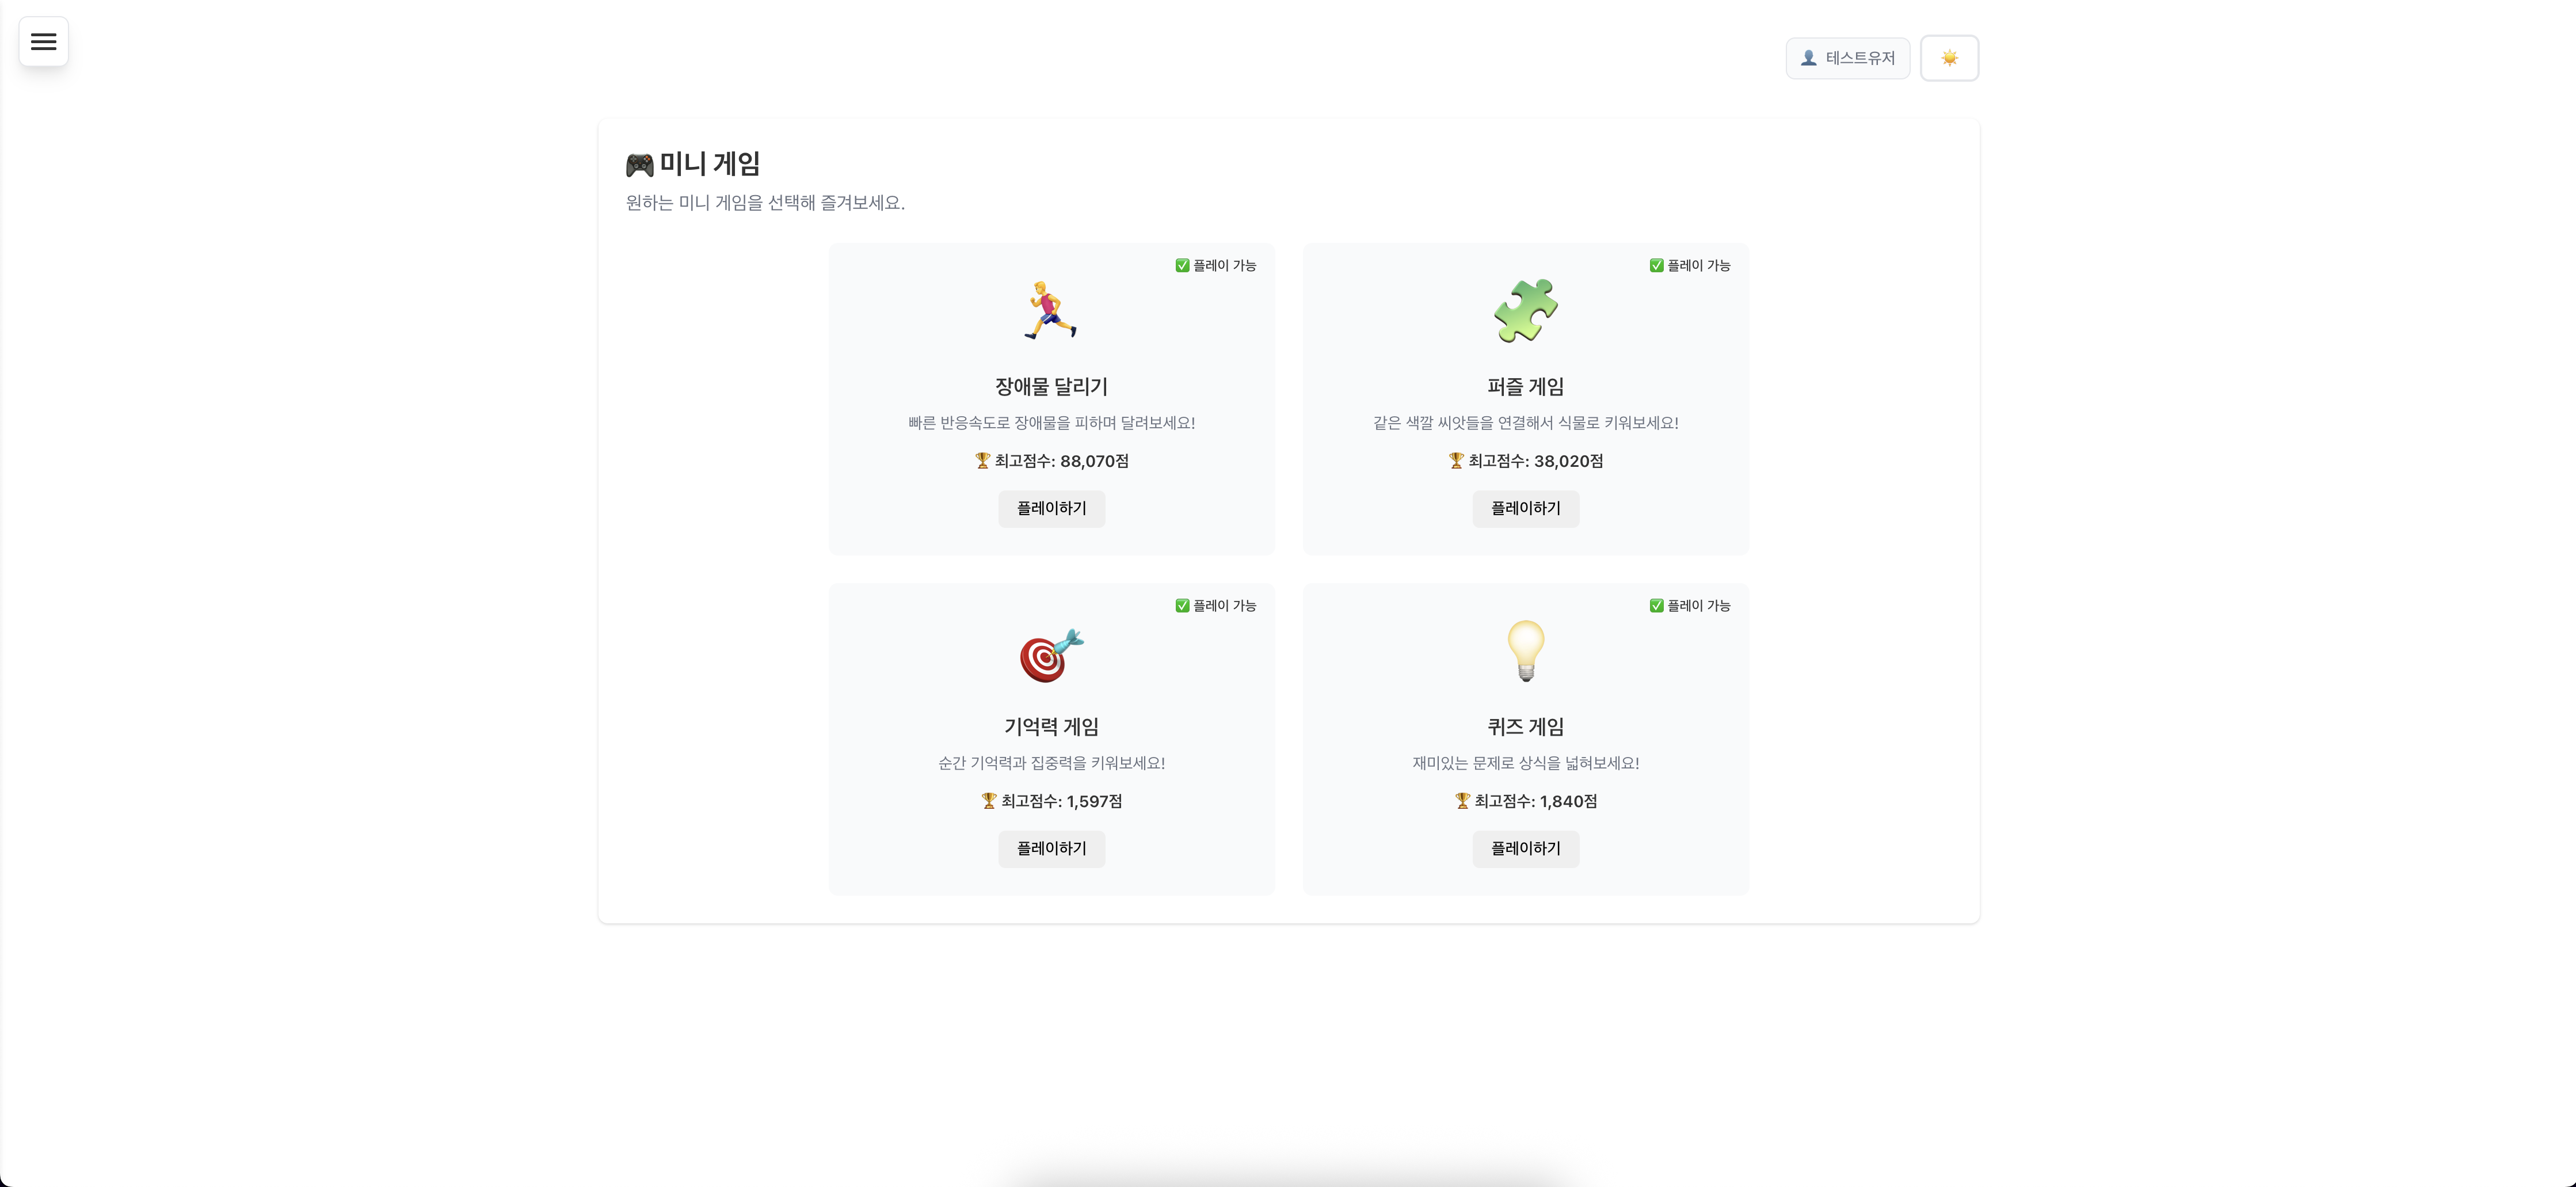 테스트유저
미니 게임
원하는 미니 게임을 선택해 즐겨보세요.
플레이 가능
장애물 달리기
빠른 반응속도로 장애물을 피하며 달려보세요!
최고점수: 88,070점
플레이하기
플레이 가능
퍼즐 게임
같은 색깔 씨앗들을 연결해서 식물로 키워보세요!
최고점수: 38,020점
플레이하기
플레이 가능
기억력 게임
순간 기억력과 집중력을 키워보세요!
최고점수: 1,597점
플레이하기
플레이 가능
퀴즈 게임
재미있는 문제로 상식을 넓혀보세요!
최고점수: 1,840점
플레이하기